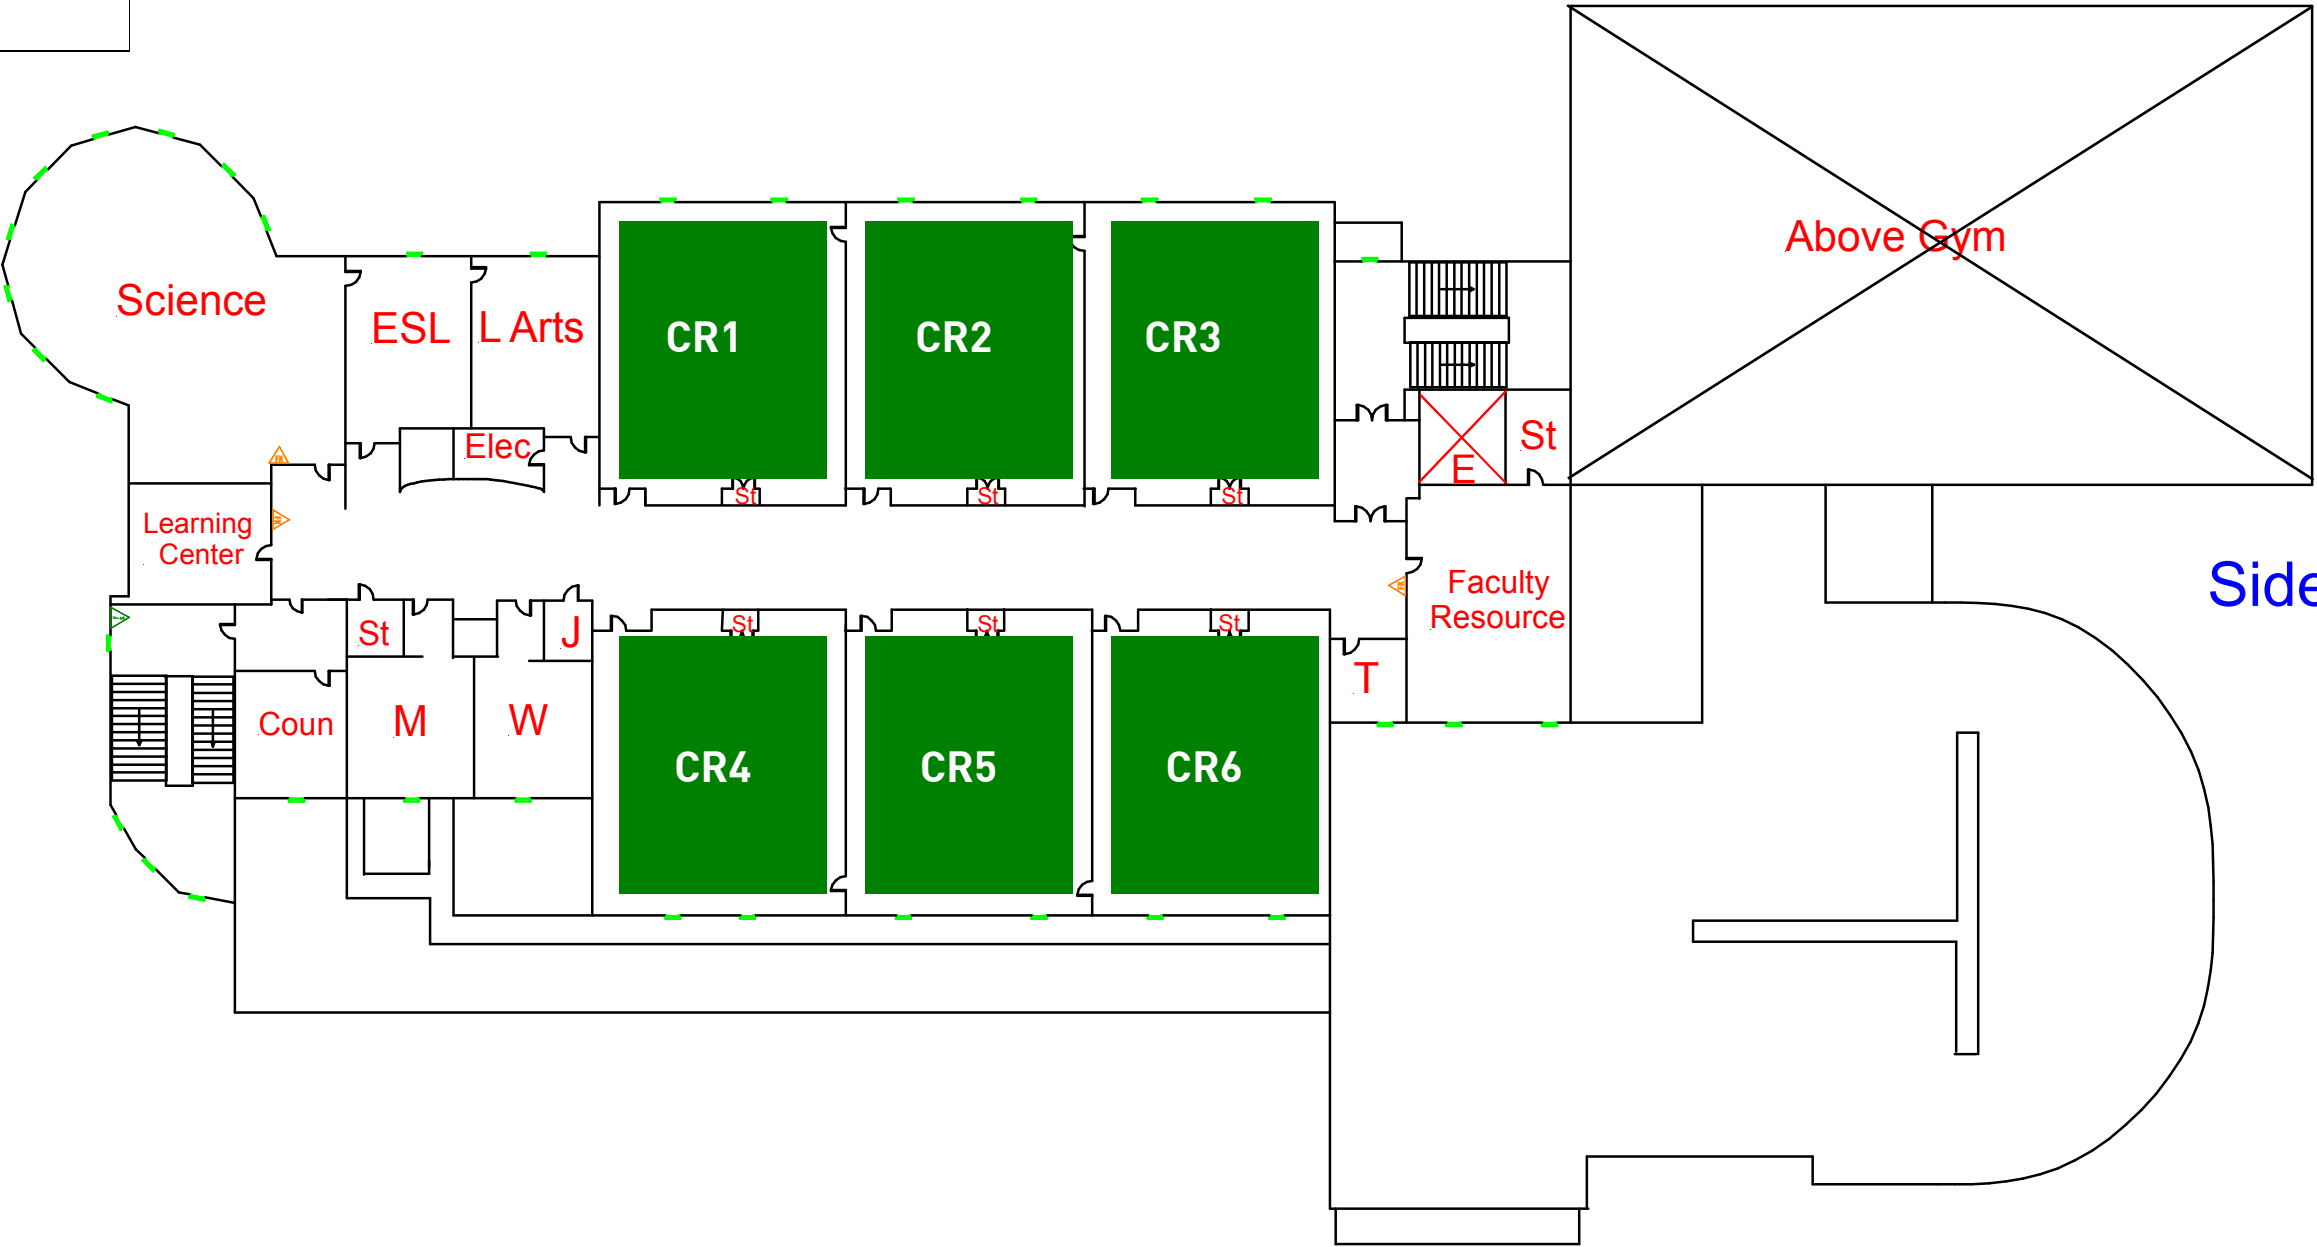 Above Gym
Science
ESL
L Arts
CR1
CR2
CR3
Elec
St
E
St
St
St
Learning
Center
Faculty
Resource
Side
St
J
St
St
St
T
Coun
M
W
CR4
CR5
CR6